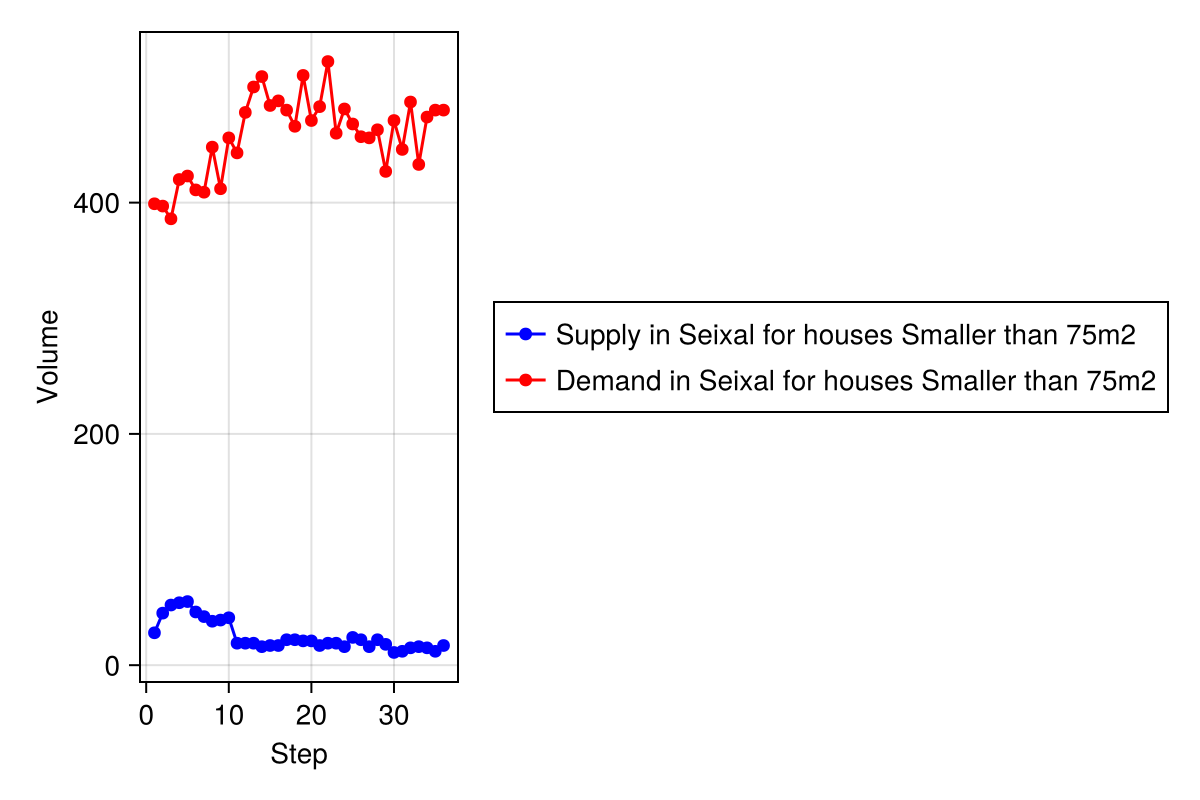 Volume
400
200
0
0 10 20 30
Step
Supply in Seixal for houses Smaller than 75m2
Demand in Seixal for houses Smaller than 75m2